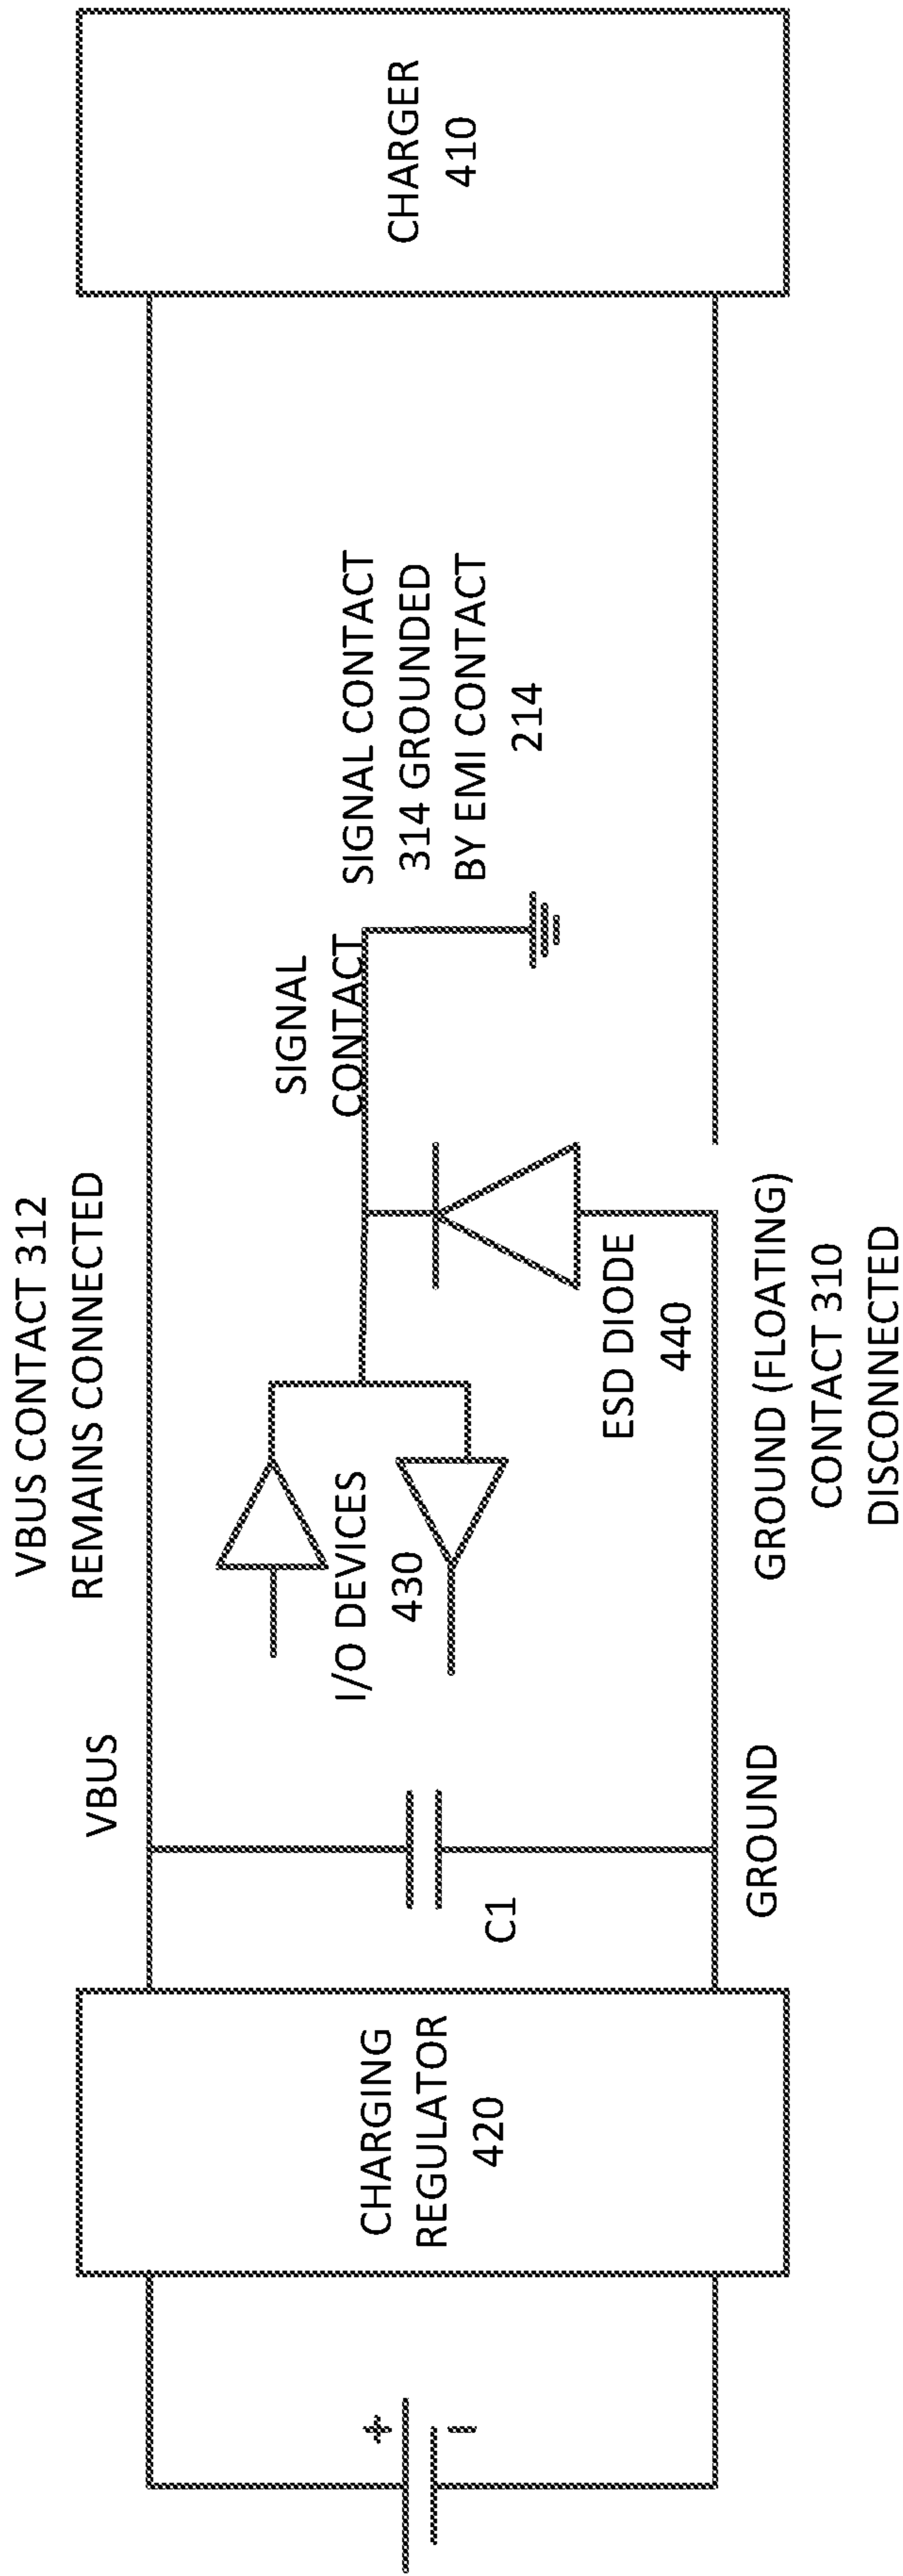 VBUS CONTACT 312
REMAINS CONNECTED
VBUS
CHARGER
410
SIGNAL
CONTACT
SIGNAL CONTACT
314 GROUNDED
BY EMI CONTACT
214
I/O DEVICES
430
ESD DIODE
440
C1
CHARGING
REGULATOR
420
+
-
GROUND
GROUND (FLOATING)
CONTACT 310
DISCONNECTED